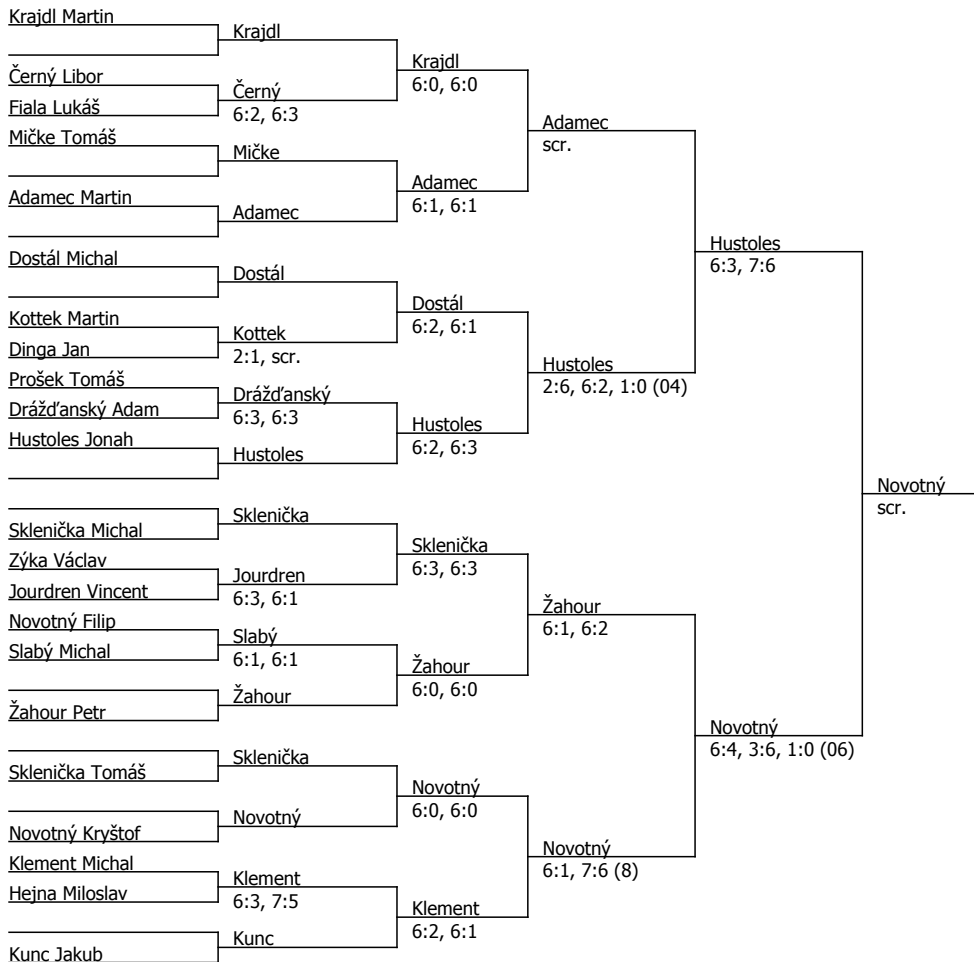 Krajdl Martin
Krajdl
Krajdl
6:0, 6:0
Černý Libor
Černý
6:2, 6:3
Fiala Lukáš
Adamec
scr.
Mičke Tomáš
Mičke
Adamec
6:1, 6:1
Adamec Martin
Adamec
Hustoles
6:3, 7:6
Dostál Michal
Dostál
Dostál
6:2, 6:1
Kottek Martin
Kottek
2:1, scr.
Dinga Jan
Hustoles
2:6, 6:2, 1:0 (04)
Prošek Tomáš
Drážďanský
6:3, 6:3
Drážďanský Adam
Hustoles
6:2, 6:3
Hustoles Jonah
Hustoles
Novotný
scr.
Sklenička
Sklenička Michal
Sklenička
6:3, 6:3
Zýka Václav
Jourdren
6:3, 6:1
Jourdren Vincent
Žahour
6:1, 6:2
Novotný Filip
Slabý
6:1, 6:1
Slabý Michal
Žahour
6:0, 6:0
Žahour
Žahour Petr
Novotný
6:4, 3:6, 1:0 (06)
Sklenička
Sklenička Tomáš
Novotný
6:0, 6:0
Novotný
Novotný Kryštof
Novotný
6:1, 7:6 (8)
Klement Michal
Klement
6:3, 7:5
Hejna Miloslav
Klement
6:2, 6:1
Kunc
Kunc Jakub